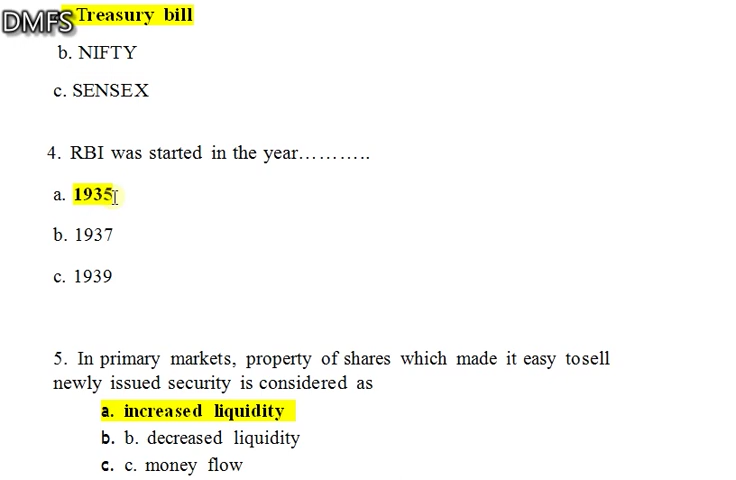 DMFS Treasury bill
b. NIFTY
c. SENSEX
4. RBI was started in the year...........
a. 1935
b. 1937
c. 1939
5. In primary markets, property of shares which made it easy tosell
newly issued security is considered as
a. increased liquidity
b. b. decreased liquidity
c. c. money flow